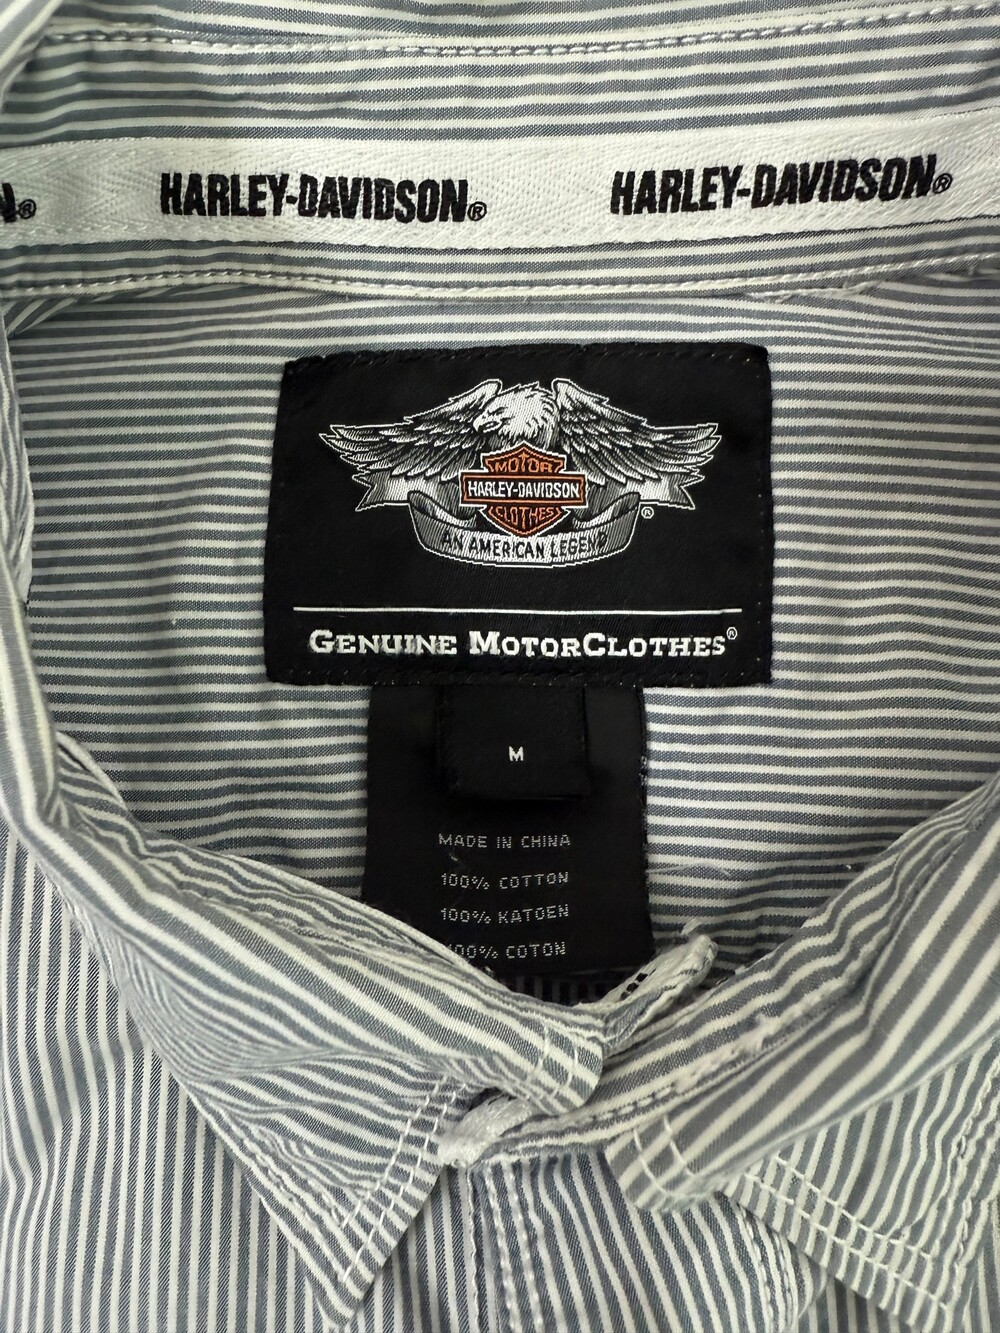 N® HARLEY-DAVIDSON® HARLEY-DAVIDSON®
MOTOR
HARLEY-DAVIDSON
CLOTHES
®
AN AMERICAN LEGEND
GENUINE MOTORCLOTHES®
M
MADE IN CHINA
100% COTTON
100% KATOEN
100% COTON